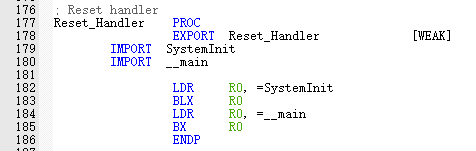 176 ; Reset handler
177 Reset_Handler PROC
178 EXPORT Reset_Handler [WEAK]
179 IMPORT SystemInit
180 IMPORT __main
181
182 LDR R0, =SystemInit
183 BLX R0
184 LDR R0, =__main
185 BX R0
186 ENDP